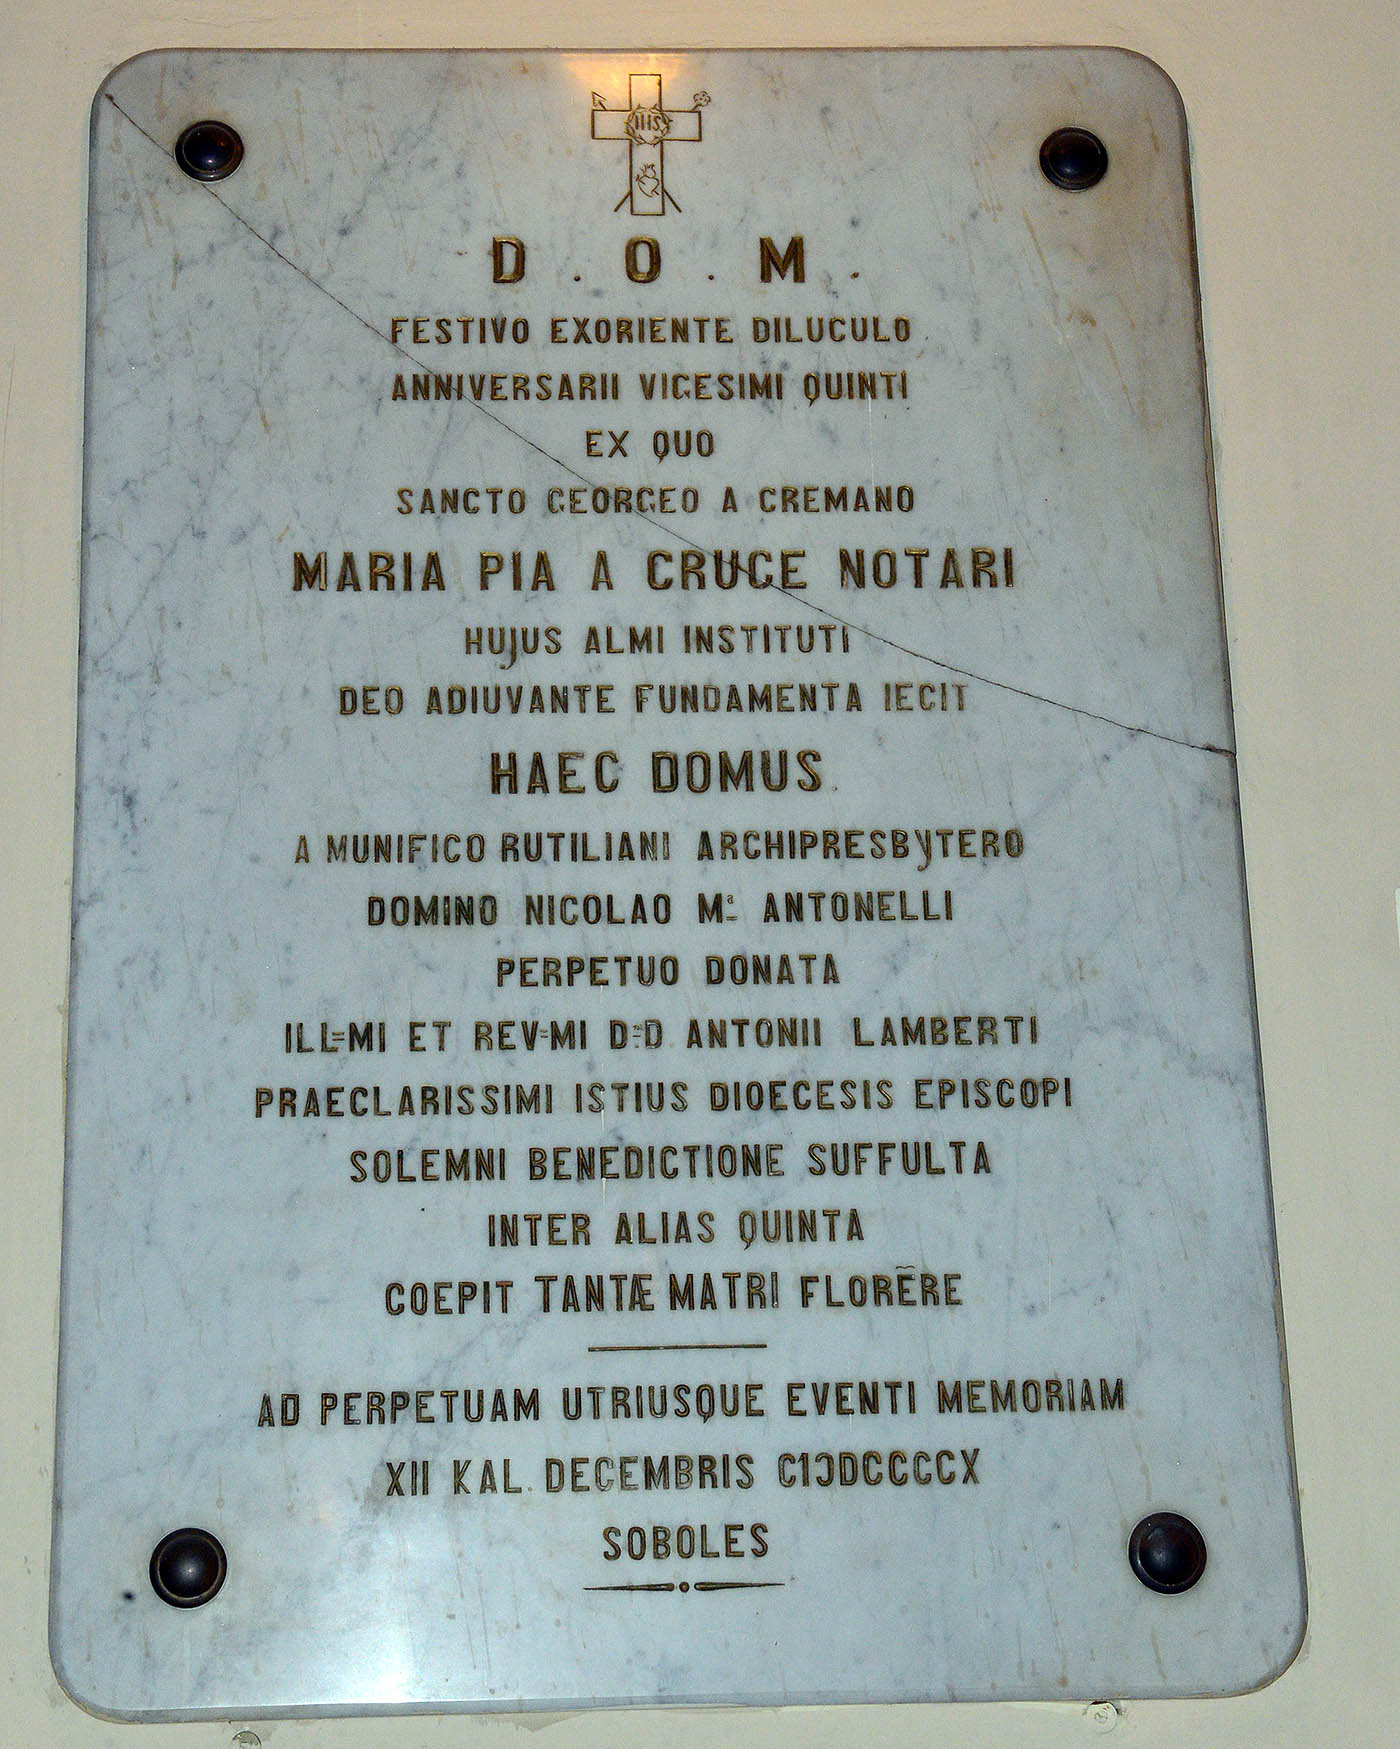 IHS
D . O . M .
FESTIVO EXORIENTE DILUCULO
ANNIVERSARII VIGESIMI QUINTI
EX QUO
SANCTO GEORGEO A CREMANO
MARIA PIA A CRUCE NOTARI
HUJUS ALMI INSTITUTI
DEO ADIUVANTE FUNDAMENTA IECIT
HAEC DOMUS
A MUNIFICO RUTILIANI ARCHIPRESBYTERO
DOMINO NICOLAO Mª ANTONELLI
PERPETUO DONATA
ILL=MI ET REV=MI D=D ANTONII LAMBERTI
PRAECLARISSIMI ISTIUS DIOECESIS EPISCOPI
SOLEMNI BENEDICTIONE SUFFULTA
INTER ALIAS QUINTA
COEPIT TANTÆ MATRI FLORĒRE
AD PERPETUAM UTRIUSQUE EVENTI MEMORIAM
XII KAL. DECEMBRIS C1ƆDCCCCX
SOBOLES